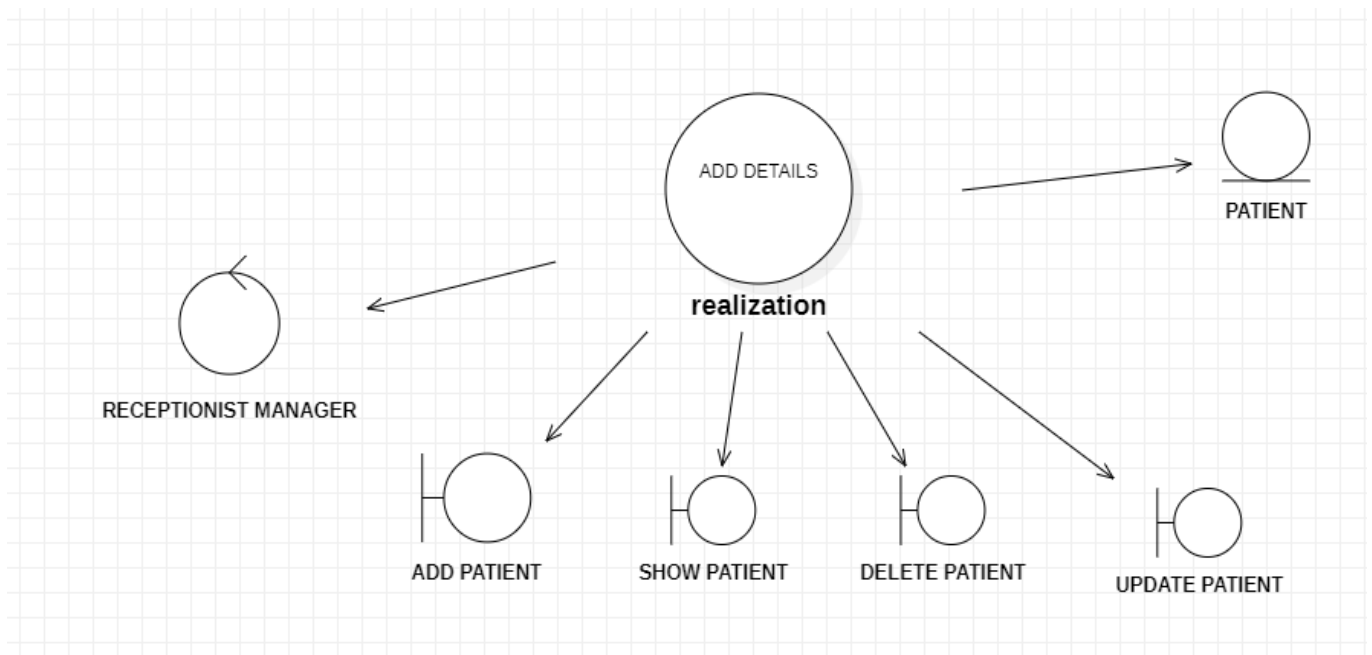 ADD DETAILS
PATIENT
realization
RECEPTIONIST MANAGER
ADD PATIENT
SHOW PATIENT
DELETE PATIENT
UPDATE PATIENT